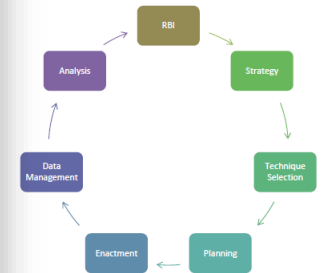 RBI
Strategy
Technique
Selection
Planning
Enactment
Data
Management
Analysis